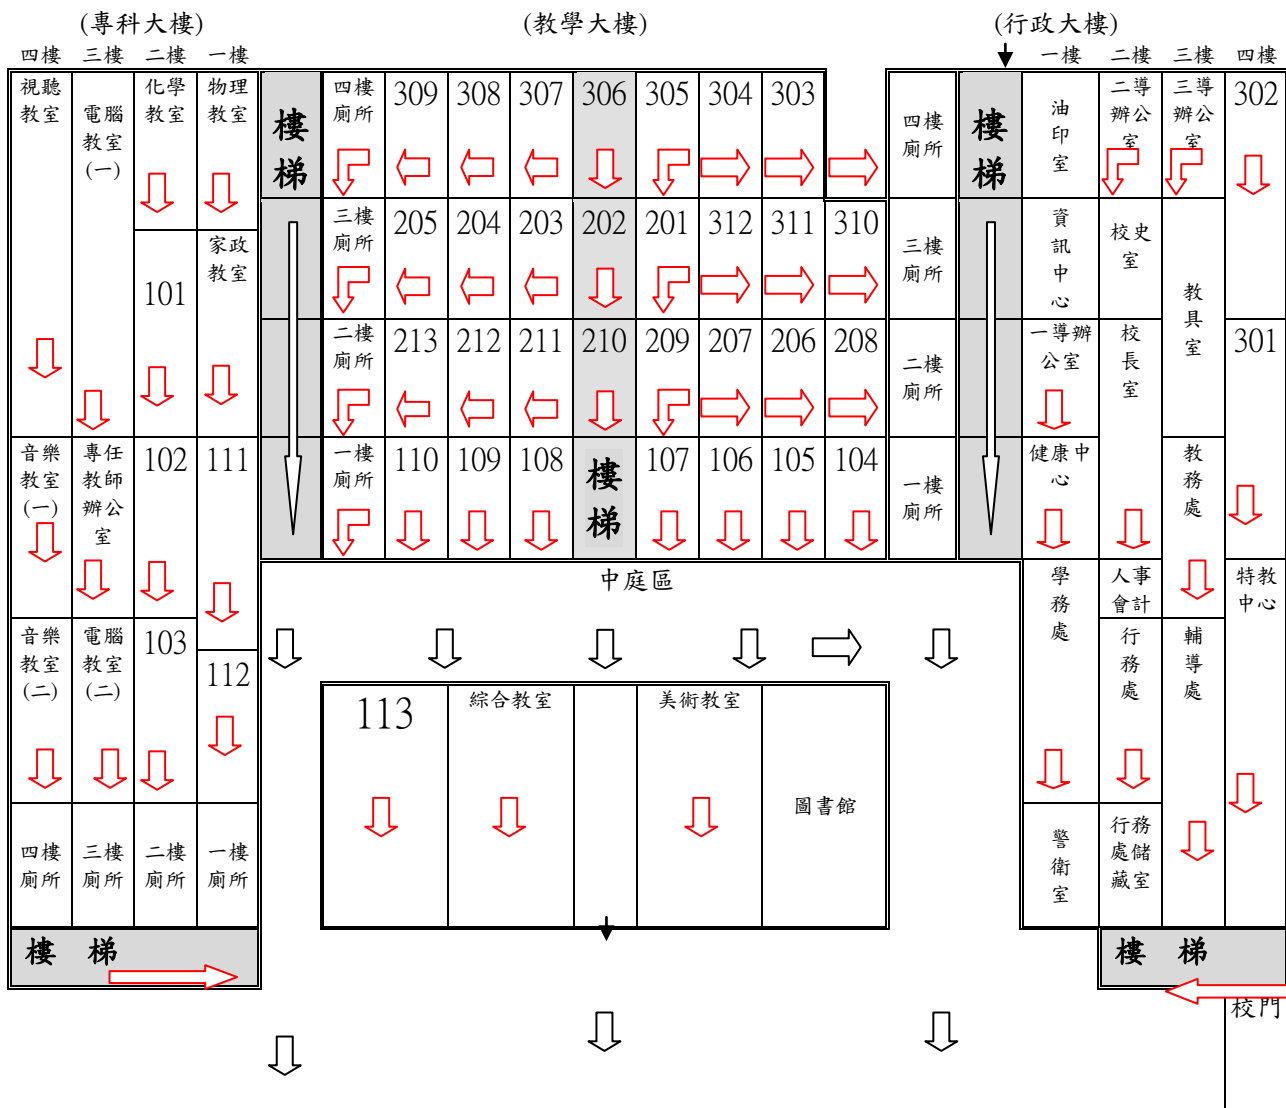 (專科大樓)
(教學大樓)
(行政大樓)
四樓 三樓 二樓 一樓
一樓 二樓 三樓 四樓
視聽
教室
電腦
教室
(一)
化學
教室
物理
教室
樓
梯
四樓
廁所
309 308 307 306 305 304 303
四樓
廁所
樓
梯
油
印
室
二導
辦公
室
三導
辦公
室
302
101
家政
教室
三樓
廁所
205 204 203 202 201 312 311 310
三樓
廁所
資
訊
中
心
校史
室
教
具
室
二樓
廁所
213 212 211 210 209 207 206 208
二樓
廁所
一導辦
公室
校
長
室
301
音樂
教室
(一)
專任
教師
辦公
室
102 111
一樓
廁所
110 109 108
樓
梯
107 106 105 104
一樓
廁所
健康中
心
教
務
處
中庭區
學
務
處
人事
會計
特教
中心
音樂
教室
(二)
電腦
教室
(二)
103
112
行
務
處
輔
導
處
113
綜合教室
美術教室
圖書館
四樓
廁所
三樓
廁所
二樓
廁所
一樓
廁所
警
衛
室
行務
處儲
藏室
樓 梯
樓 梯
校門